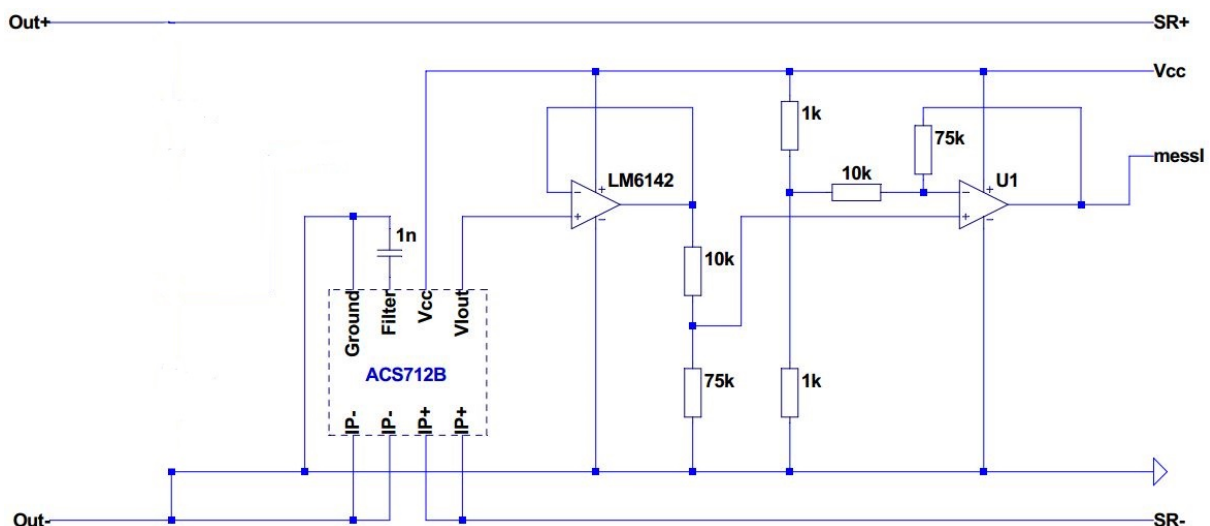 Out+
SR+
Vcc
1k
75k
messI
LM6142
10k
U1
1n
10k
Ground
Filter
Vcc
VIout
ACS712B
75k
1k
IP-
IP-
IP+
IP+
Out-
SR-